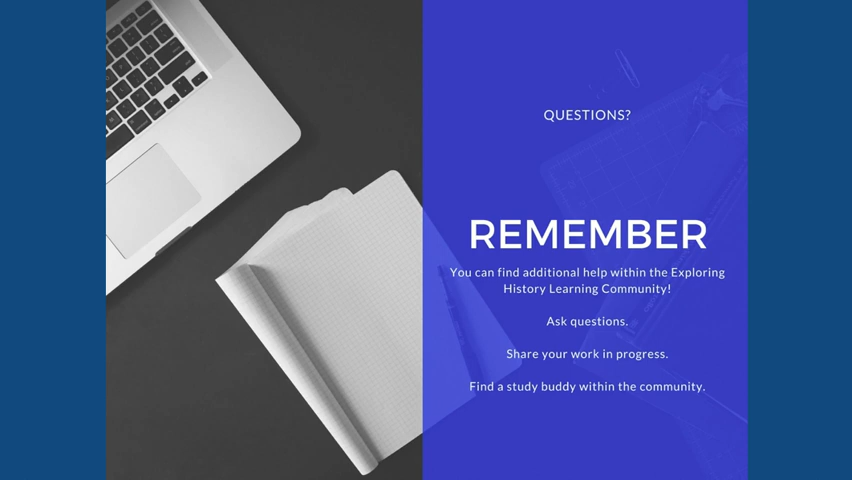 QUESTIONS?
REMEMBER
You can find additional help within the Exploring
History Learning Community!
Ask questions.
Share your work in progress.
Find a study buddy within the community.